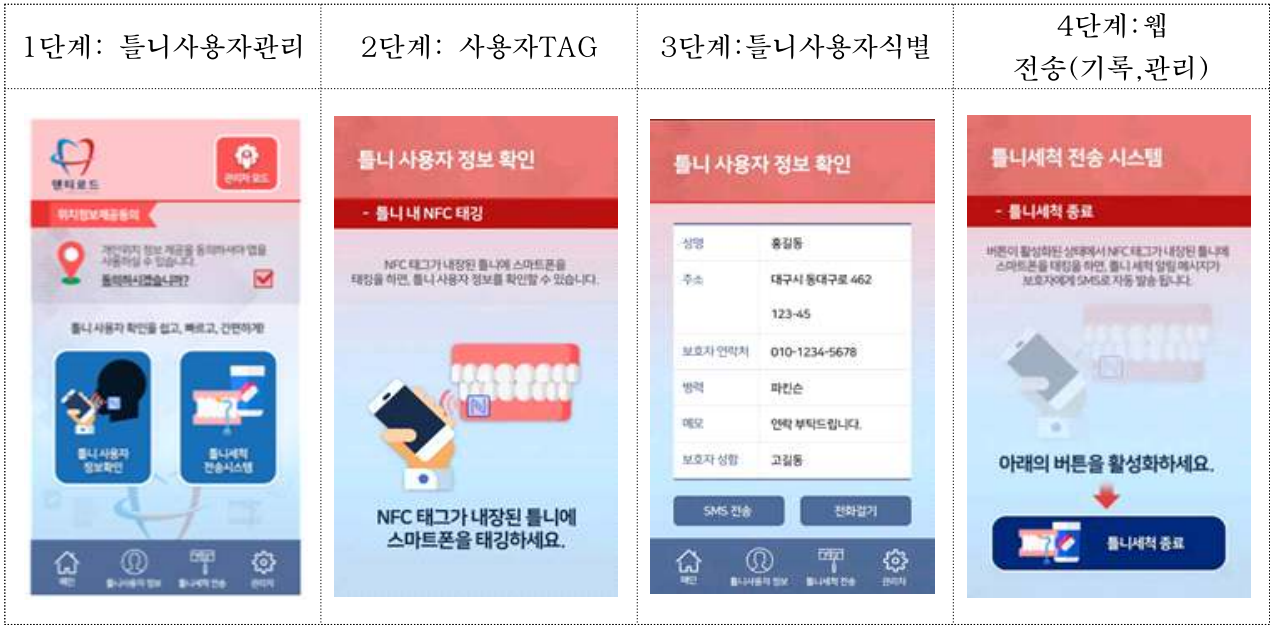 1단계: 틀니사용자관리
2단계: 사용자TAG
3단계:틀니사용자식별
4단계:웹
전송(기록,관리)
덴티로드
관리자 모드
위치정보제공동의
개인위치 정보 제공을 동의하셔야 앱을
사용하실 수 있습니다.
동의하시겠습니까?
틀니 사용자 확인을 쉽고, 빠르고, 간편하게!
틀니 사용자
정보확인
틀니세척
전송시스템
메인
틀니사용자 정보
틀니세척 전송
관리자
틀니 사용자 정보 확인
- 틀니 내 NFC 태깅
NFC 태그가 내장된 틀니에 스마트폰을
태깅을 하면, 틀니 사용자 정보를 확인할 수 있습니다.
N
NFC 태그가 내장된 틀니에
스마트폰을 태깅하세요.
틀니 사용자 정보 확인
성명 홍길동
주소 대구시 동대구로 462
123-45
보호자 연락처 010-1234-5678
병력 파킨슨
메모 연락 부탁드립니다.
보호자 성함 고길동
SMS 전송
전화걸기
메인
틀니사용자 정보
틀니세척 전송
관리자
틀니세척 전송 시스템
- 틀니세척 종료
버튼이 활성화된 상태에서 NFC 태그가 내장된 틀니에
스마트폰을 태깅을 하면, 틀니 세척 알림 메시지가
보호자에게 SMS로 자동 발송 됩니다.
아래의 버튼을 활성화하세요.
틀니세척 종료